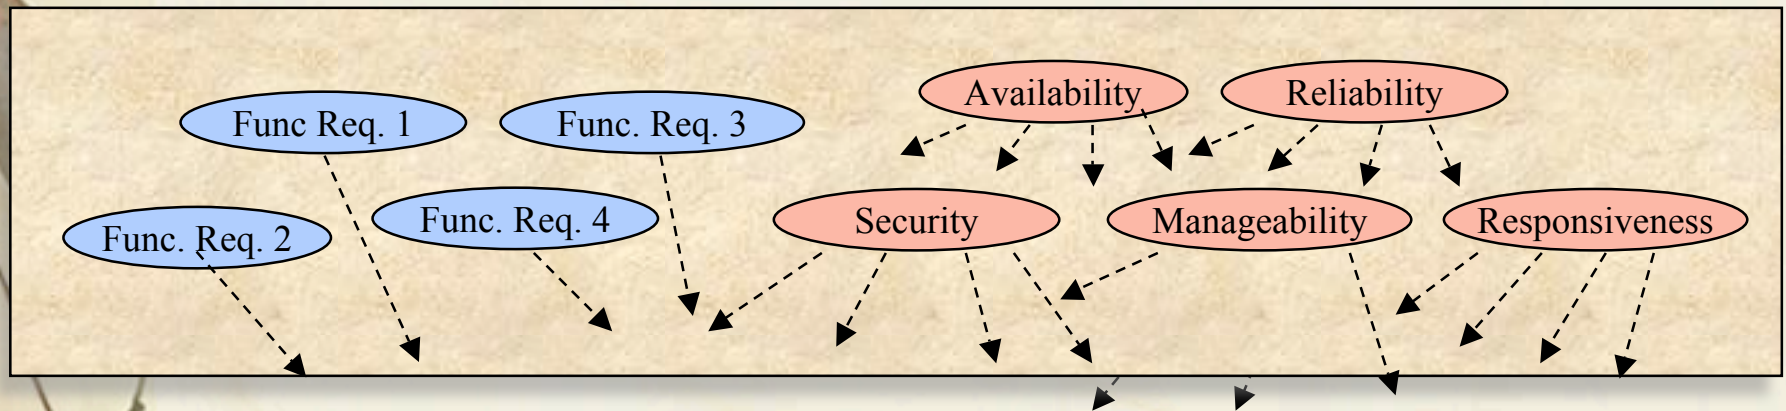 Availability
Reliability
Func Req. 1
Func. Req. 3
Func. Req. 2
Func. Req. 4
Security
Manageability
Responsiveness